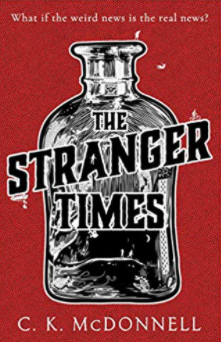 What if the weird news is the real news?
THE
STRANGER
TIMES
C. K. McDONNELL